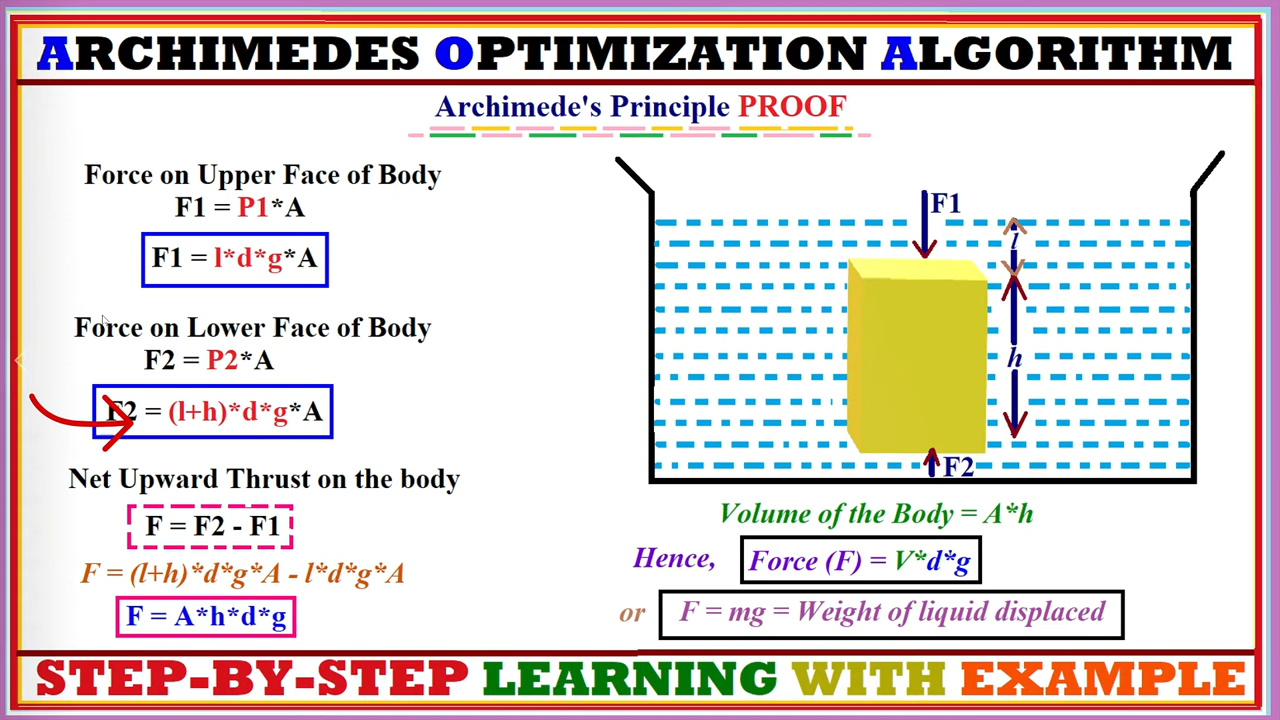 ARCHIMEDES OPTIMIZATION ALGORITHM
Archimede's Principle PROOF
Force on Upper Face of Body
F1 = P1*A
F1 = l*d*g*A
Force on Lower Face of Body
F2 = P2*A
F2 = (l+h)*d*g*A
Net Upward Thrust on the body
F = F2 - F1
F = (l+h)*d*g*A - l*d*g*A
F = A*h*d*g
F1
l
h
F2
Volume of the Body = A*h
Hence, Force (F) = V*d*g
or F = mg = Weight of liquid displaced
STEP-BY-STEP LEARNING WITH EXAMPLE